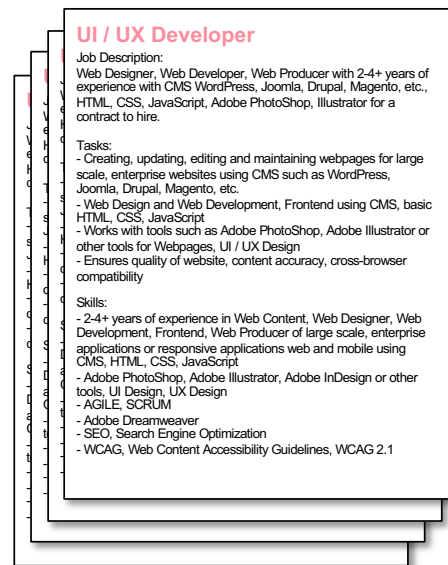 UI / UX Developer
Job Description:
Web Designer, Web Developer, Web Producer with 2-4+ years of
experience with CMS WordPress, Joomla, Drupal, Magento, etc.,
HTML, CSS, JavaScript, Adobe PhotoShop, Illustrator for a
contract to hire.
Tasks:
- Creating, updating, editing and maintaining webpages for large
scale, enterprise websites using CMS such as WordPress,
Joomla, Drupal, Magento, etc.
- Web Design and Web Development, Frontend using CMS, basic
HTML, CSS, JavaScript
- Works with tools such as Adobe PhotoShop, Adobe Illustrator or
other tools for Webpages, UI / UX Design
- Ensures quality of website, content accuracy, cross-browser
compatibility
Skills:
- 2-4+ years of experience in Web Content, Web Designer, Web
Development, Frontend, Web Producer of large scale, enterprise
applications or responsive applications web and mobile using
CMS, HTML, CSS, JavaScript
- Adobe PhotoShop, Adobe Illustrator, Adobe InDesign or other
tools, UI Design, UX Design
- AGILE, SCRUM
- Adobe Dreamweaver
- SEO, Search Engine Optimization
- WCAG, Web Content Accessibility Guidelines, WCAG 2.1